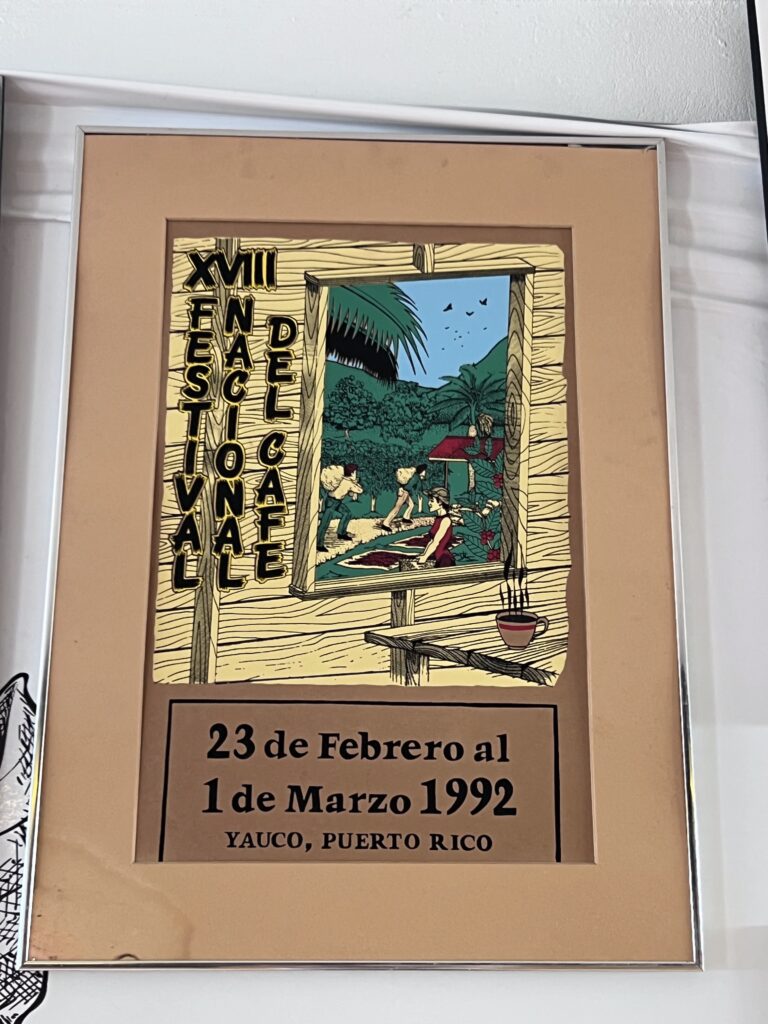 XVIII
FESTIVAL
NACIONAL
DEL CAFE
23 de Febrero al
1 de Marzo 1992
YAUCO, PUERTO RICO